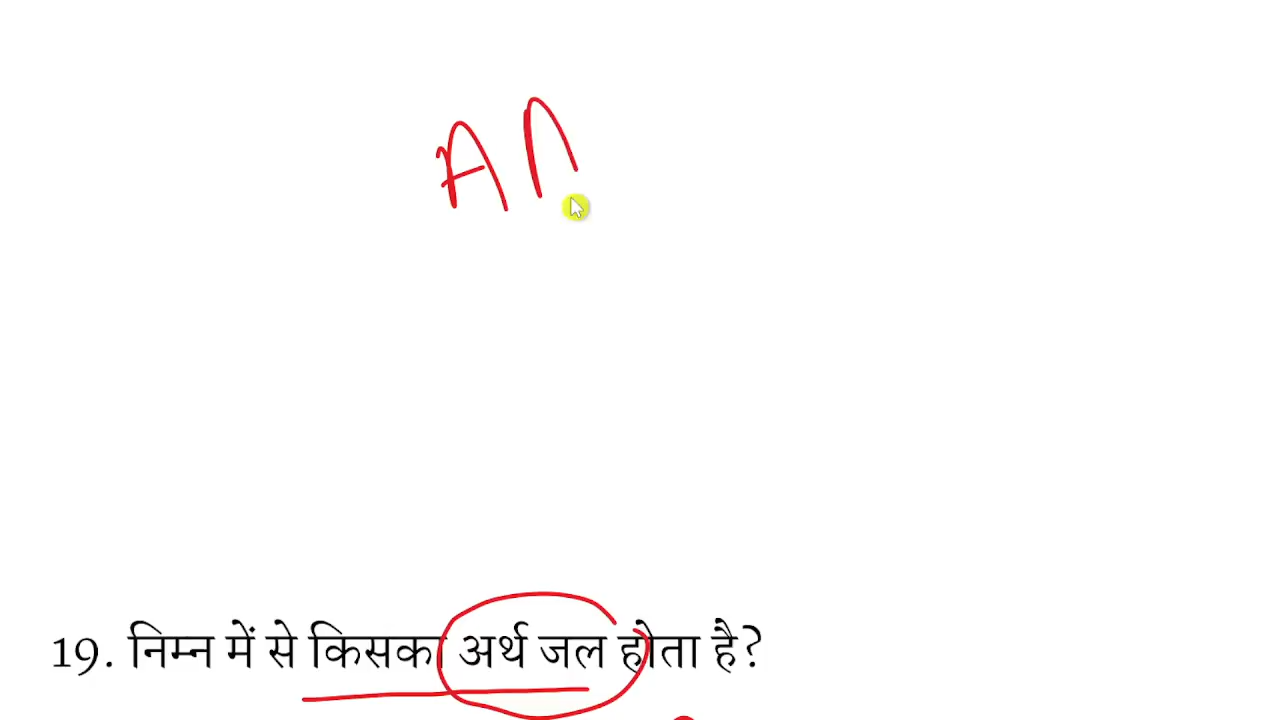 A
19. निम्न में से किसका अर्थ जल होता है?